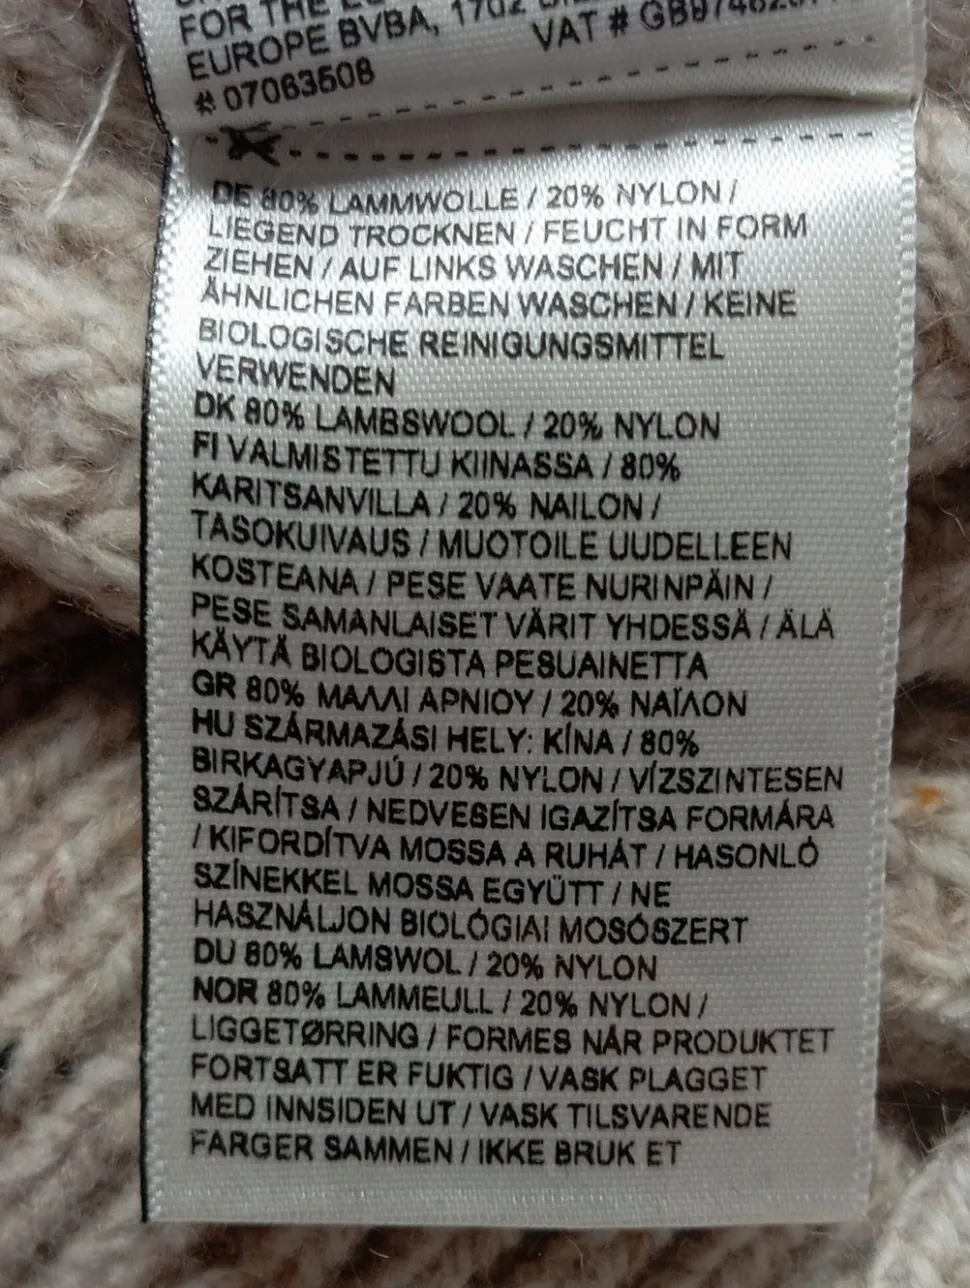 FOR THE
EUROPE BVBA, 1702
VAT #
# 07063508
DE 80% LAMMWOLLE / 20% NYLON /
LIEGEND TROCKNEN / FEUCHT IN FORM
ZIEHEN / AUF LINKS WASCHEN / MIT
ÄHNLICHEN FARBEN WASCHEN / KEINE
BIOLOGISCHE REINIGUNGSMITTEL
VERWENDEN
DK 80% LAMBSWOOL / 20% NYLON
FI VALMISTETTU KIINASSA / 80%
KARITSANVILLA / 20% NAILON /
TASOKUIVAUS / MUOTOILE UUDELLEEN
KOSTEANA / PESE VAATE NURINPÄIN /
PESE SAMANLAISET VÄRIT YHDESSÄ / ÄLÄ
KÄYTÄ BIOLOGISTA PESUAINETTA
GR 80% ΜΑΛΛΙ ΑΡΝΙΟΥ / 20% ΝΑΪΛΟΝ
HU SZÁRMAZÁSI HELY: KÍNA / 80%
BIRKAGYAPJÚ / 20% NYLON / VÍZSZINTESEN
SZÁRÍTSA / NEDVESEN IGAZÍTSA FORMÁRA
/ KIFORDÍTVA MOSSA A RUHÁT / HASONLÓ
SZÍNEKKEL MOSSA EGYÜTT / NE
HASZNÁLJON BIOLÓGIAI MOSÓSZERT
DU 80% LAMSWOL / 20% NYLON
NOR 80% LAMMEULL / 20% NYLON /
LIGGETØRRING / FORMES NÅR PRODUKTET
FORTSATT ER FUKTIG / VASK PLAGGET
MED INNSIDEN UT / VASK TILSVARENDE
FARGER SAMMEN / IKKE BRUK ET